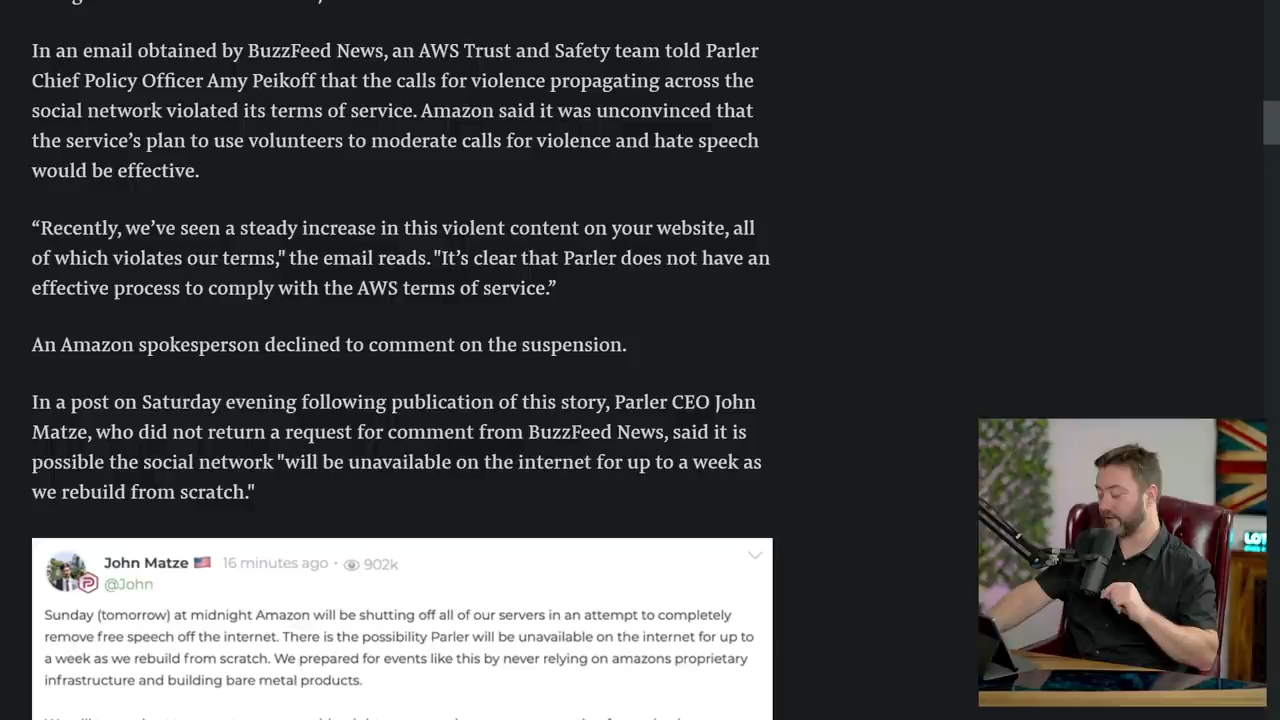 In an email obtained by BuzzFeed News, an AWS Trust and Safety team told Parler
Chief Policy Officer Amy Peikoff that the calls for violence propagating across the
social network violated its terms of service. Amazon said it was unconvinced that
the service’s plan to use volunteers to moderate calls for violence and hate speech
would be effective.
“Recently, we’ve seen a steady increase in this violent content on your website, all
of which violates our terms," the email reads. "It’s clear that Parler does not have an
effective process to comply with the AWS terms of service.”
An Amazon spokesperson declined to comment on the suspension.
In a post on Saturday evening following publication of this story, Parler CEO John
Matze, who did not return a request for comment from BuzzFeed News, said it is
possible the social network "will be unavailable on the internet for up to a week as
we rebuild from scratch."
John Matze 16 minutes ago · 902k
@John
Sunday (tomorrow) at midnight Amazon will be shutting off all of our servers in an attempt to completely
remove free speech off the internet. There is the possibility Parler will be unavailable on the internet for up to
a week as we rebuild from scratch. We prepared for events like this by never relying on amazons proprietary
infrastructure and building bare metal products.
LOT